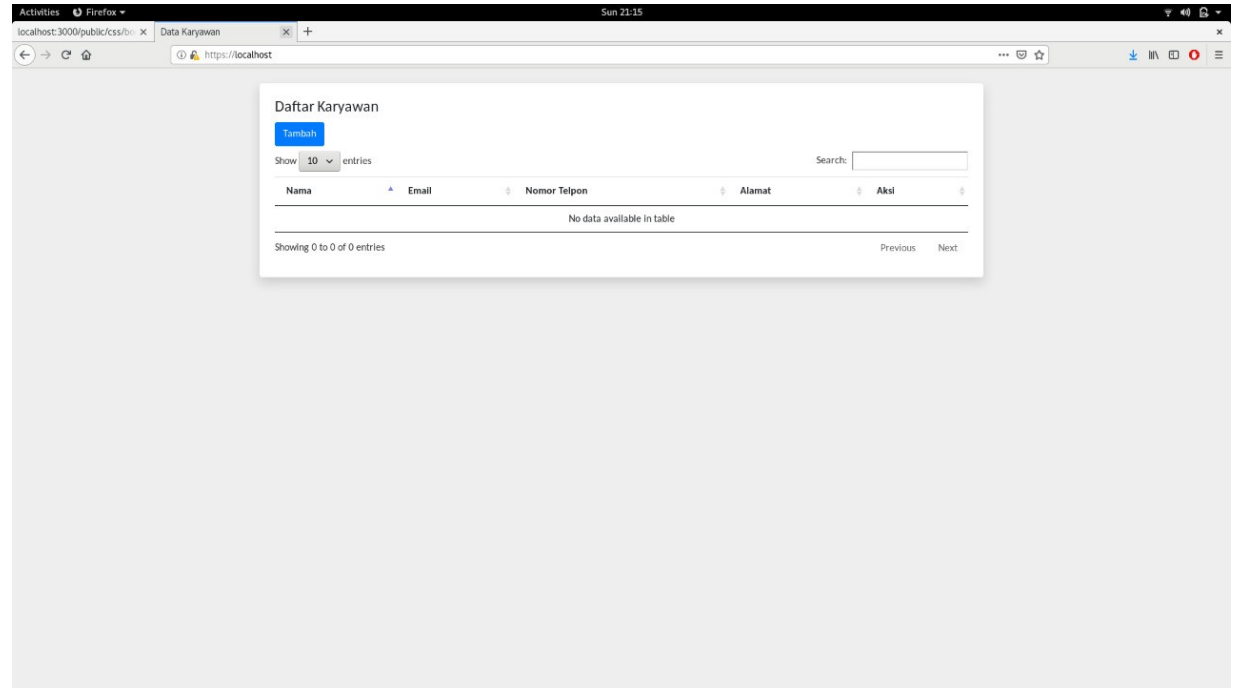 Activities Firefox Sun 21:15
localhost:3000/public/css/bo Data Karyawan
https://localhost
Daftar Karyawan
Tambah
Show 10 entries Search:
Nama Email Nomor Telpon Alamat Aksi
No data available in table
Showing 0 to 0 of 0 entries Previous Next